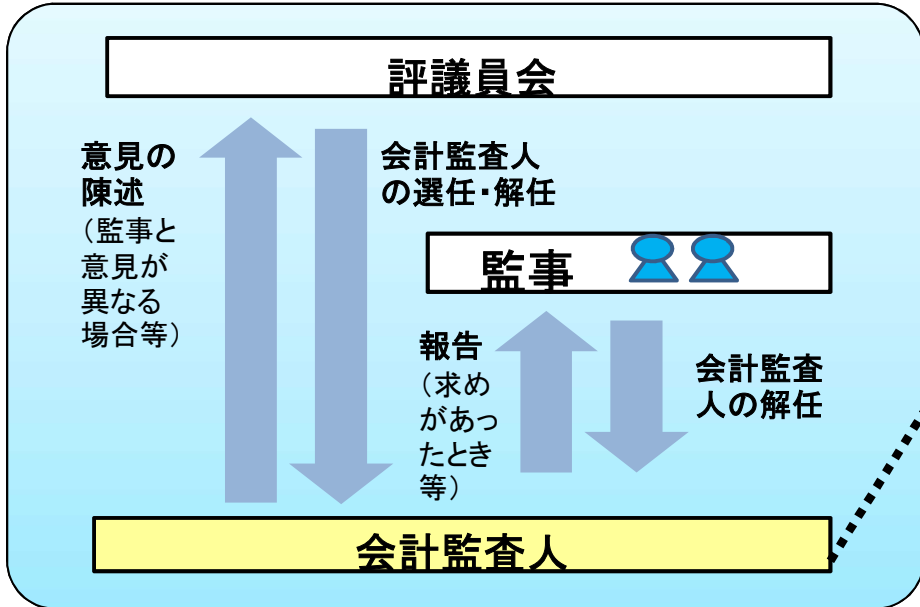 評議員会
意見の
陳述
（監事と
意見が
異なる
場合等）
会計監査人
の選任・解任
監事
報告
（求め
があっ
たとき
等）
会計監査
人の解任
会計監査人